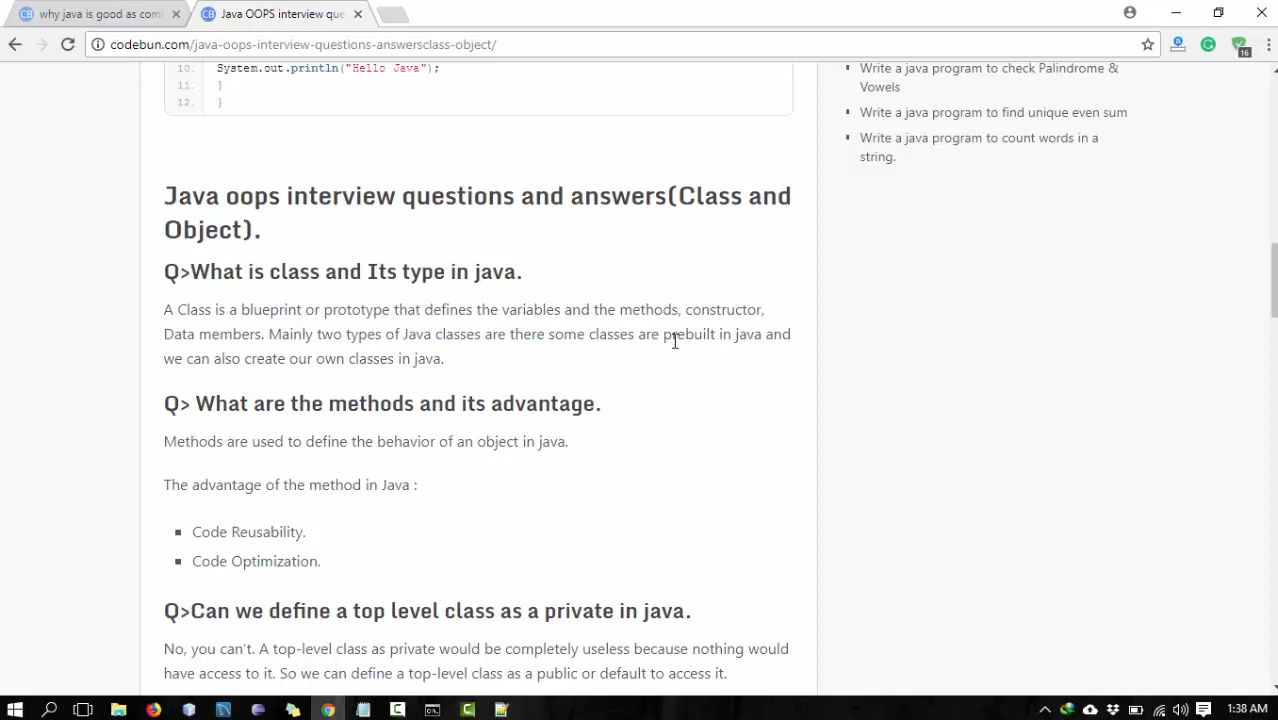 why java is good as com
Java OOPS interview que
codebun.com/java-oops-interview-questions-answersclass-object/
16
10. System.out.println("Hello Java");
11. }
12. }
Write a java program to check Palindrome &
Vowels
Write a java program to find unique even sum
Write a java program to count words in a
string.
Java oops interview questions and answers(Class and
Object).
Q>What is class and Its type in java.
A Class is a blueprint or prototype that defines the variables and the methods, constructor,
Data members. Mainly two types of Java classes are there some classes are prebuilt in java and
we can also create our own classes in java.
Q> What are the methods and its advantage.
Methods are used to define the behavior of an object in java.
The advantage of the method in Java :
Code Reusability.
Code Optimization.
Q>Can we define a top level class as a private in java.
No, you can't. A top-level class as private would be completely useless because nothing would
have access to it. So we can define a top-level class as a public or default to access it.
1:38 AM